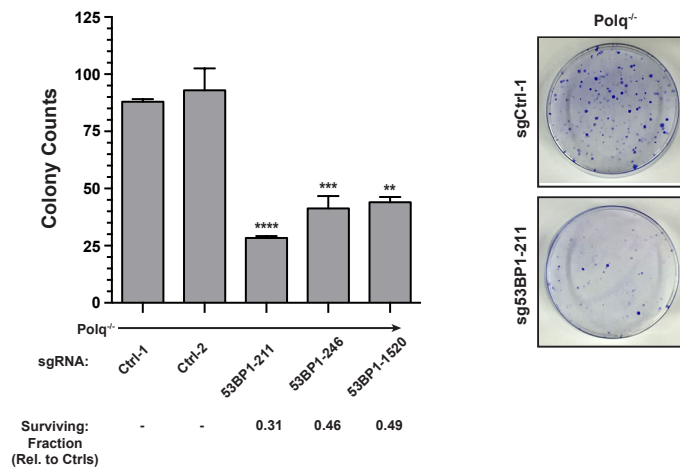 125
100
75
50
25
0
Colony Counts
****
***
**
Polq-/-
sgRNA:
Ctrl-1
Ctrl-2
53BP1-211
53BP1-246
53BP1-1520
Surviving: - - 0.31 0.46 0.49
Fraction
(Rel. to Ctrls)
Polq-/-
sgCtrl-1
sg53BP1-211